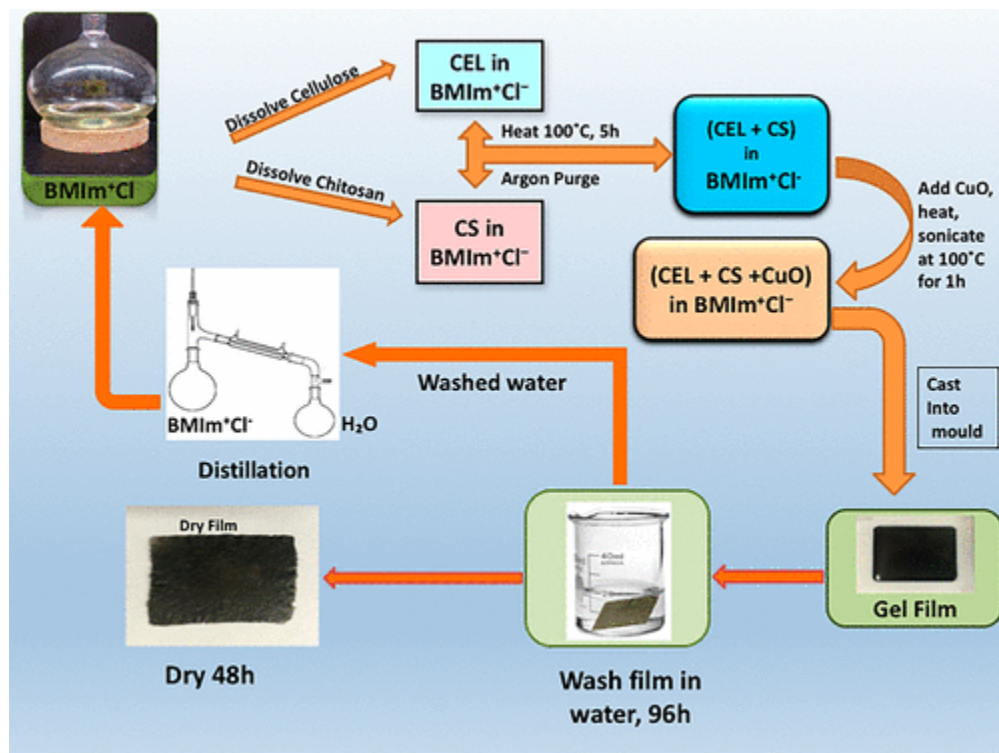 BMIm⁺Cl
Dissolve Cellulose
Dissolve Chitosan
CEL in
BMIm⁺Cl⁻
Heat 100˚C, 5h
Argon Purge
CS in
BMIm⁺Cl⁻
(CEL + CS)
in
BMIm⁺Cl⁻
Add CuO,
heat,
sonicate
at 100˚C
for 1h
(CEL + CS +CuO)
in BMIm⁺Cl⁻
Cast
Into
mould
Gel Film
Wash film in
water, 96h
40ml
Washed water
BMIm⁺Cl⁻
H₂O
Distillation
Dry Film
Dry 48h